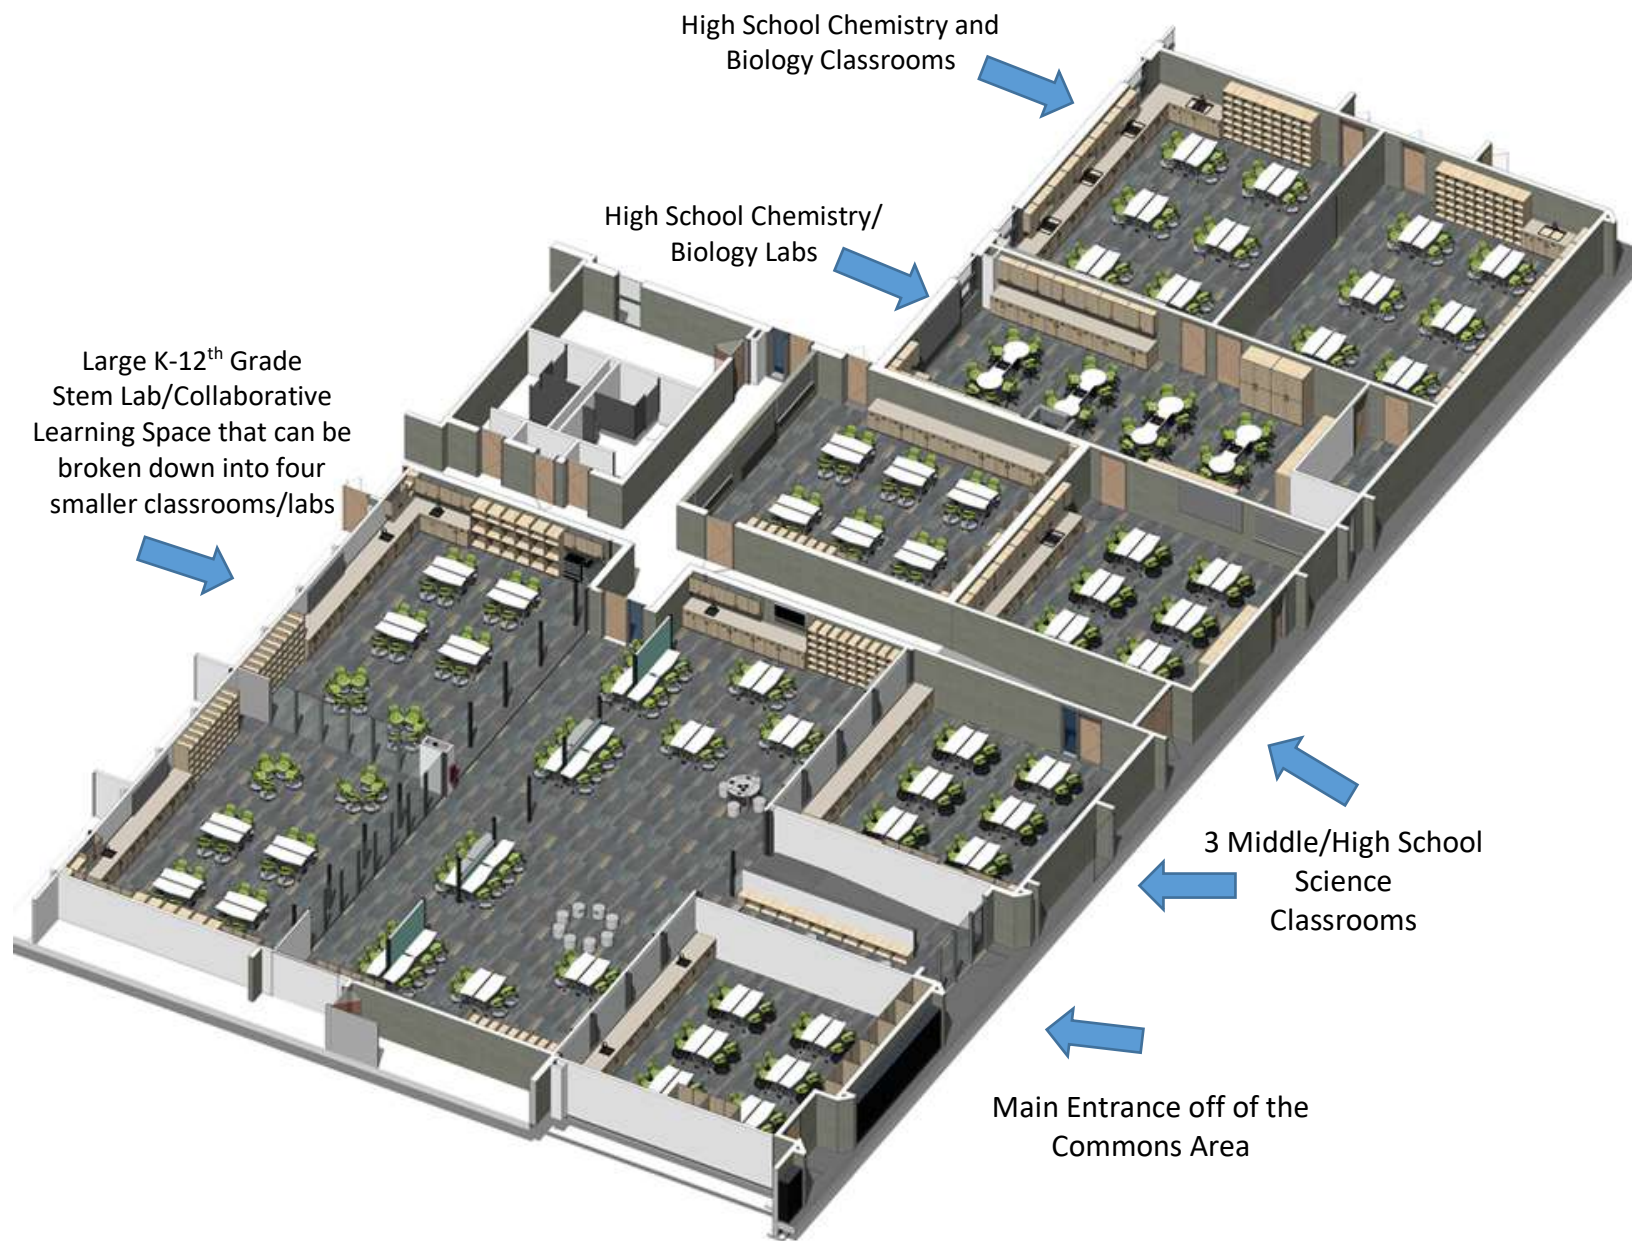 High School Chemistry and
Biology Classrooms
High School Chemistry/
Biology Labs
Large K-12th Grade
Stem Lab/Collaborative
Learning Space that can be
broken down into four
smaller classrooms/labs
3 Middle/High School
Science
Classrooms
Main Entrance off of the
Commons Area